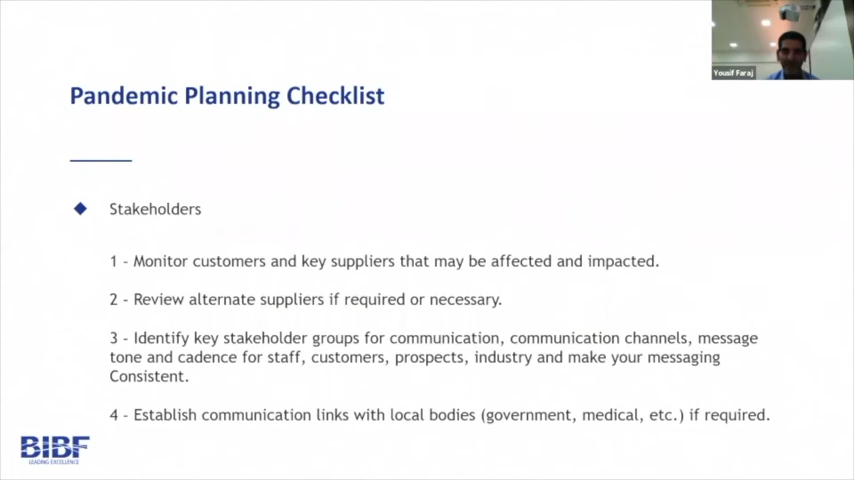 Yousif Faraj
Pandemic Planning Checklist
Stakeholders
1 - Monitor customers and key suppliers that may be affected and impacted.
2 - Review alternate suppliers if required or necessary.
3 - Identify key stakeholder groups for communication, communication channels, message
tone and cadence for staff, customers, prospects, industry and make your messaging
Consistent.
4 - Establish communication links with local bodies (government, medical, etc.) if required.
BIBF
LEADING EXCELLENCE